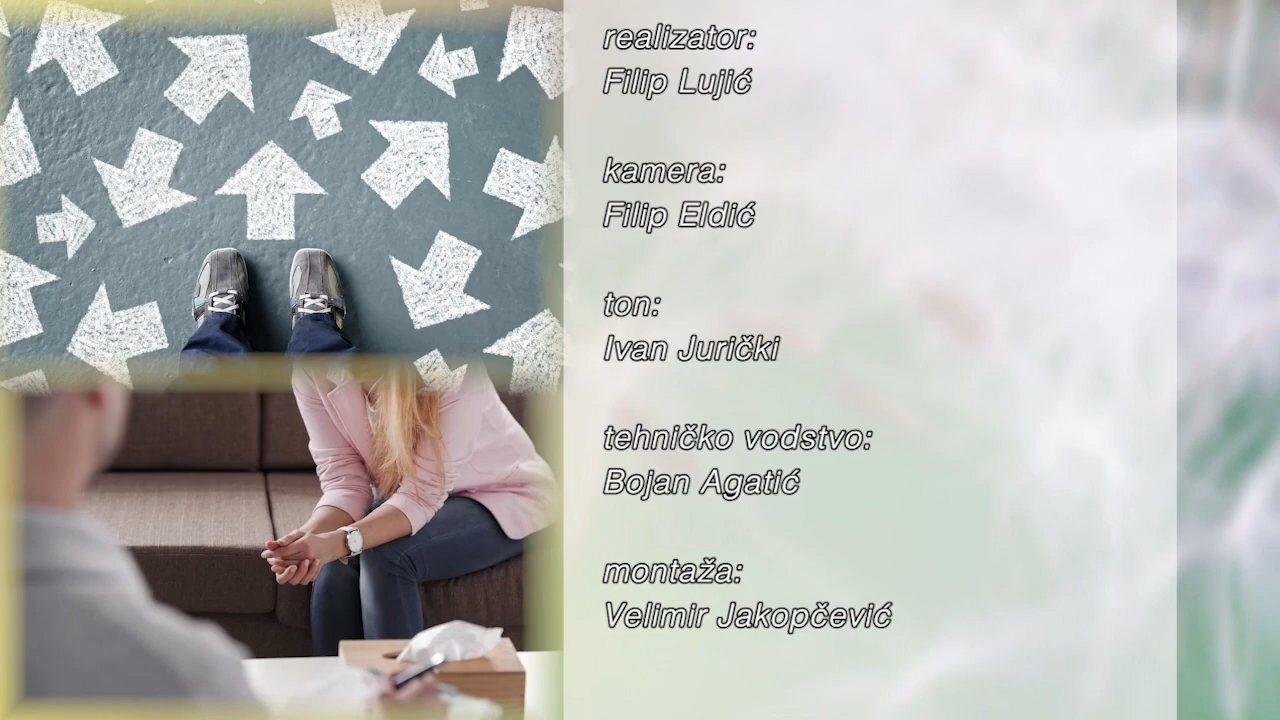 realizator:
Filip Lujić
kamera:
Filip Eldić
ton:
Ivan Jurički
tehničko vodstvo:
Bojan Agatić
montaža:
Velimir Jakopčević